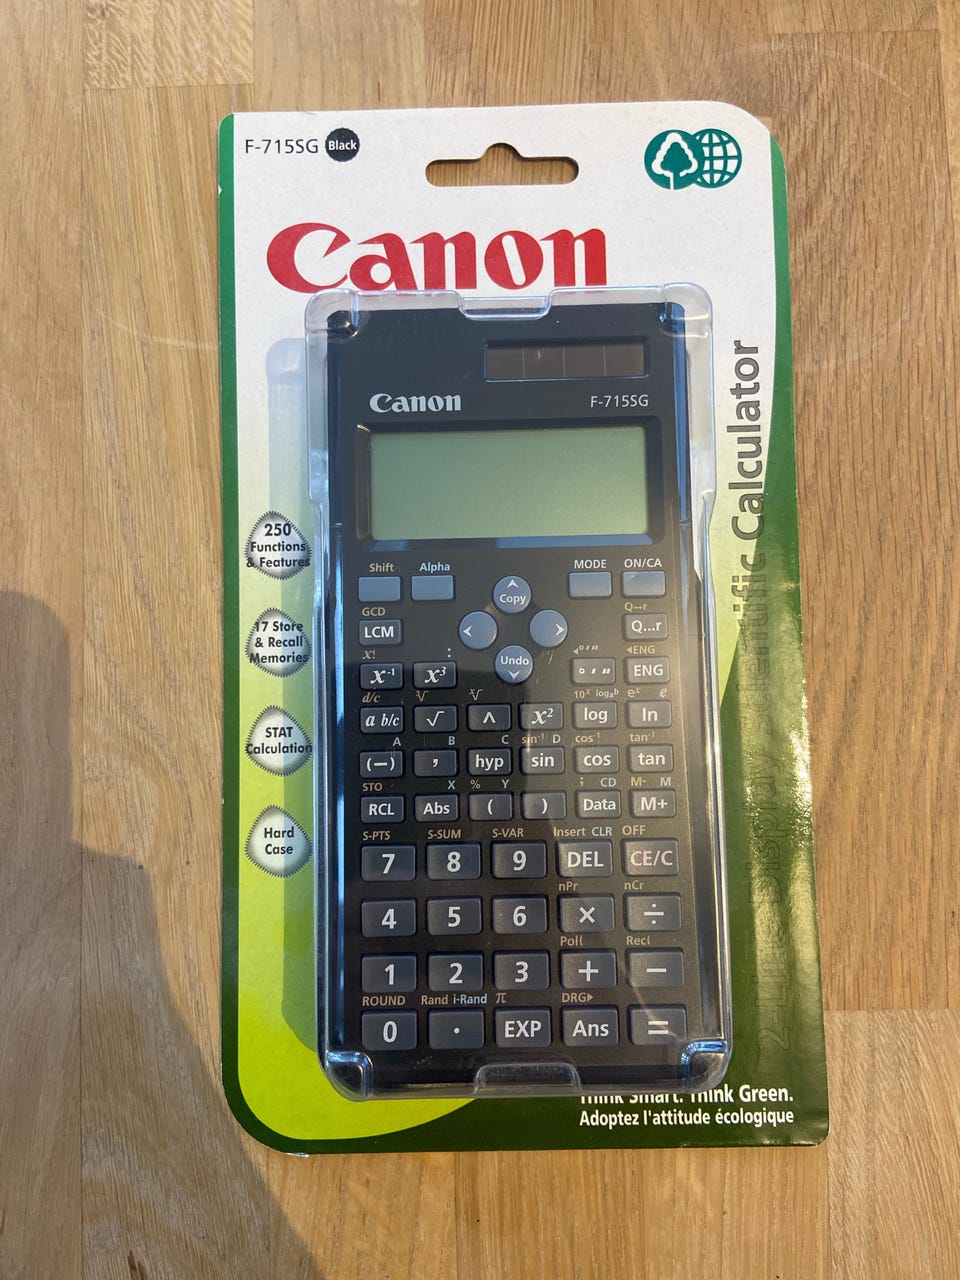 F-715SG Black
Canon
Canon
F-715SG
2-Line Display Scientific Calculator
250
Functions
& Features
17 Store
& Recall
Memories
STAT
Calculation
Hard
Case
Shift Alpha MODE ON/CA
Copy
GCD Q↔r
LCM Q...r
Undo
x! : ◂° ′ ″ ◂ENG
x⁻¹ x³ ° ′ ″ ENG
d/c ³√ ˣ√ 10ˣ logₐb eˣ e
a b/c √ ^ x² log ln
A B C sin⁻¹ D cos⁻¹ tan⁻¹
(−) , hyp sin cos tan
STO X % Y ; CD M- M
RCL Abs ( ) Data M+
S-PTS S-SUM S-VAR Insert CLR OFF
7 8 9 DEL CE/C
nPr nCr
4 5 6 × ÷
Pol( Rec(
1 2 3 + −
ROUND Rand i-Rand π DRG▸
0 . EXP Ans =
Think Smart. Think Green.
Adoptez l'attitude écologique